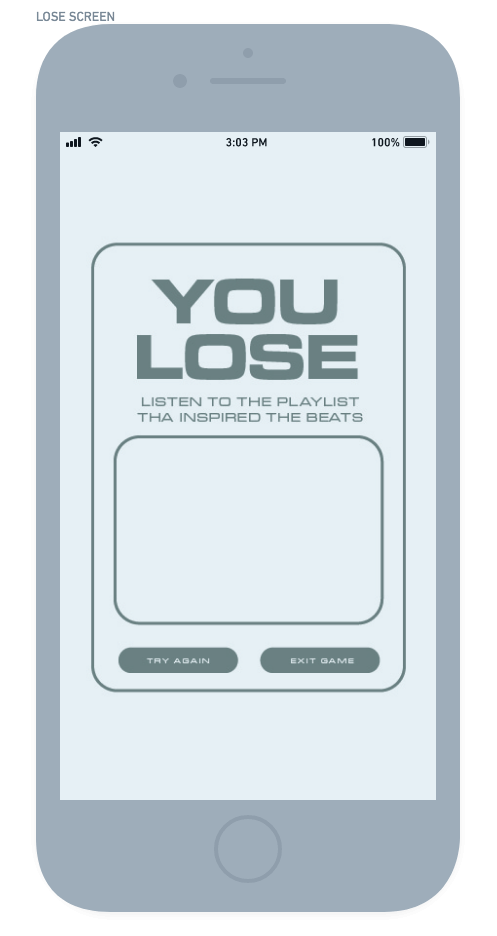 LOSE SCREEN
3:03 PM
100%
YOU
LOSE
LISTEN TO THE PLAYLIST
THA INSPIRED THE BEATS
TRY AGAIN
EXIT GAME